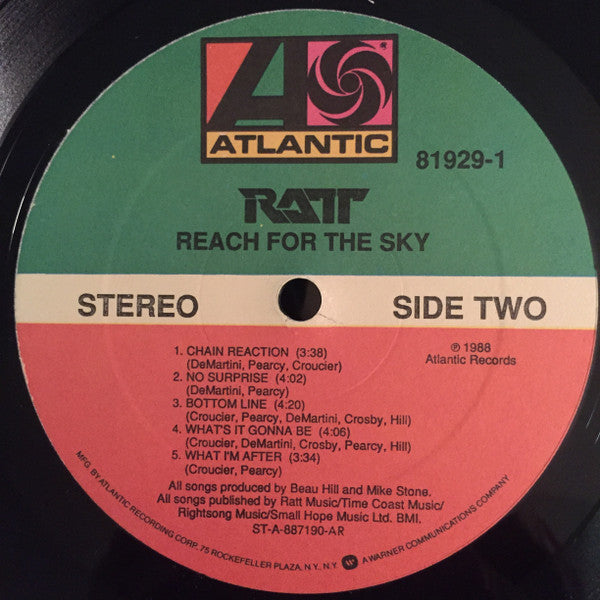 ATLANTIC
81929-1
RATT
REACH FOR THE SKY
STEREO
SIDE TWO
℗ 1988
Atlantic Records
1. CHAIN REACTION (3:38)
(DeMartini, Pearcy, Croucier)
2. NO SURPRISE (4:02)
(DeMartini, Pearcy)
3. BOTTOM LINE (4:20)
(Croucier, Pearcy, DeMartini, Crosby, Hill)
4. WHAT'S IT GONNA BE (4:06)
(Croucier, DeMartini, Crosby, Pearcy, Hill)
5. WHAT I'M AFTER (3:34)
(Croucier, Pearcy)
All songs produced by Beau Hill and Mike Stone.
All songs published by Ratt Music/Time Coast Music/
Rightsong Music/Small Hope Music Ltd. BMI.
ST-A-887190-AR
MFG. BY ATLANTIC RECORDING CORP. 75 ROCKEFELLER PLAZA, N.Y., N.Y. A WARNER COMMUNICATIONS COMPANY